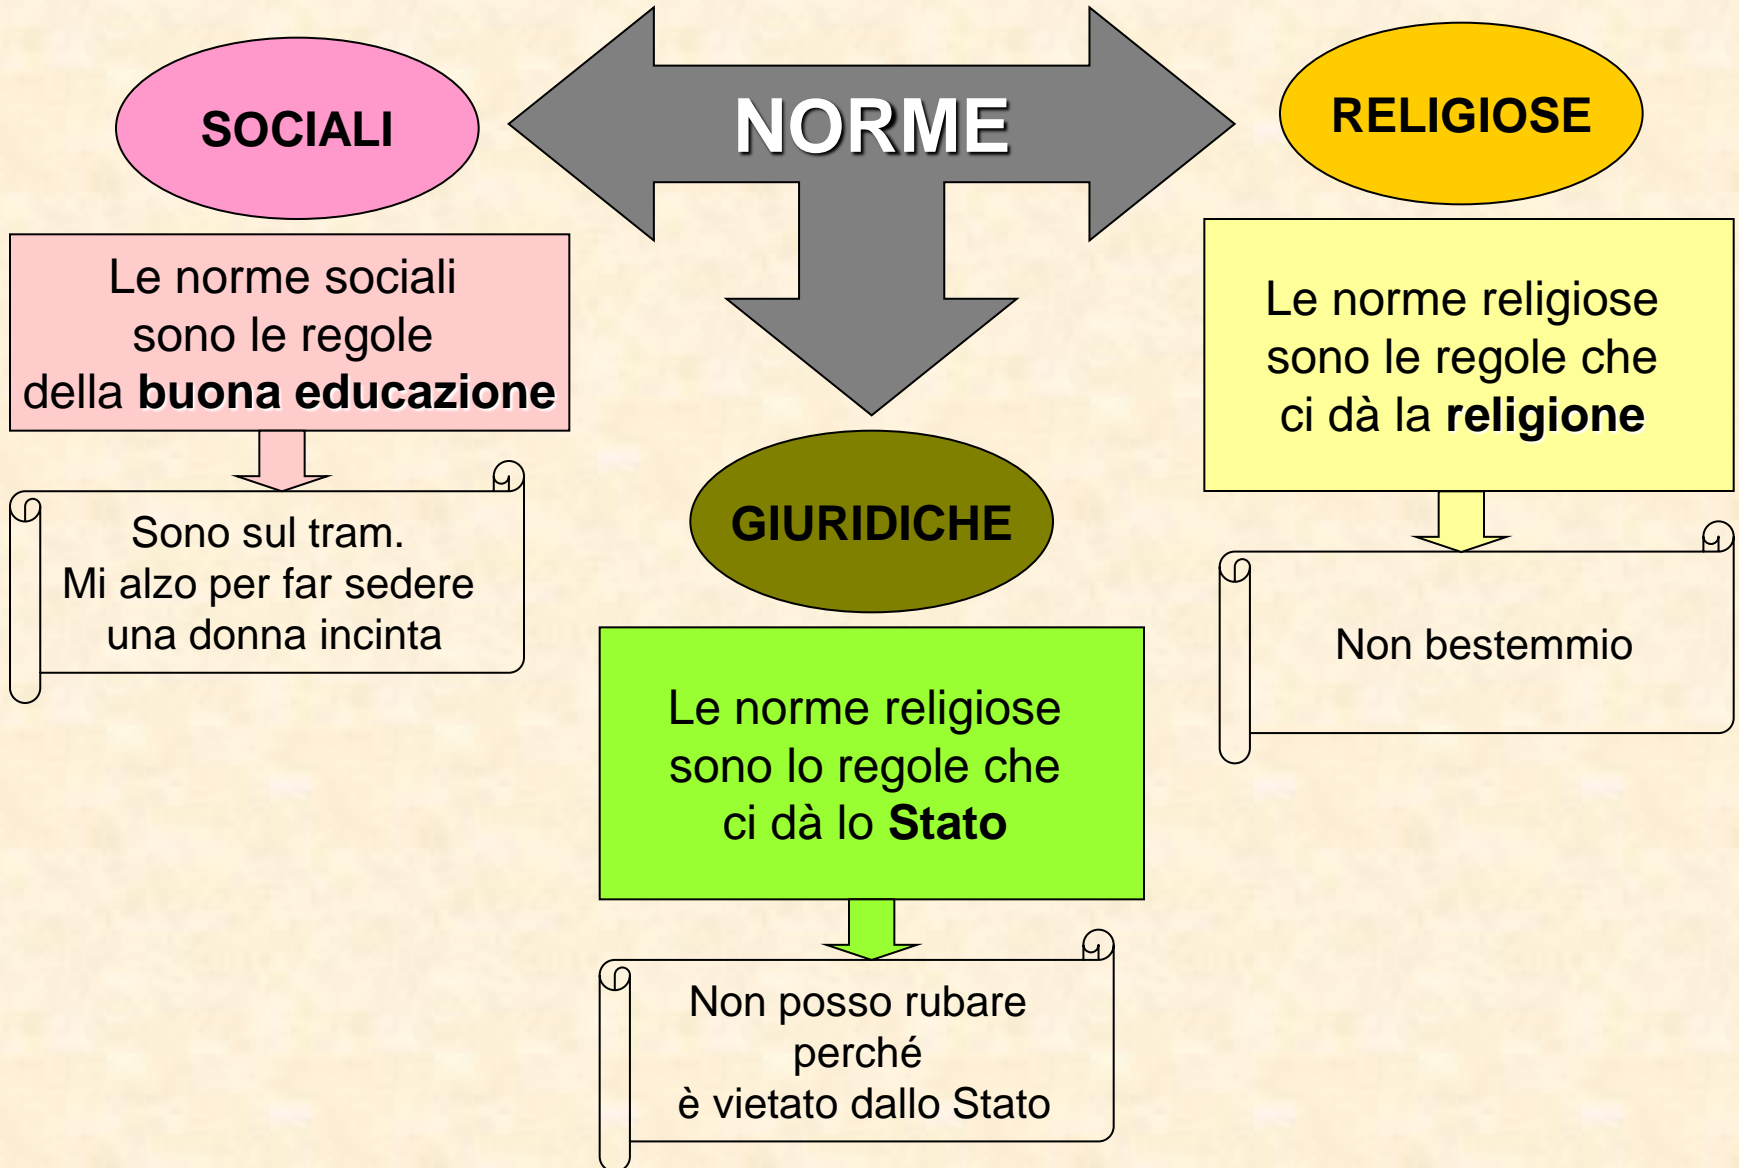 NORME
SOCIALI
Le norme sociali
sono le regole
della buona educazione
Sono sul tram.
Mi alzo per far sedere
una donna incinta
GIURIDICHE
Le norme religiose
sono lo regole che
ci dà lo Stato
Non posso rubare
perché
è vietato dallo Stato
RELIGIOSE
Le norme religiose
sono le regole che
ci dà la religione
Non bestemmio